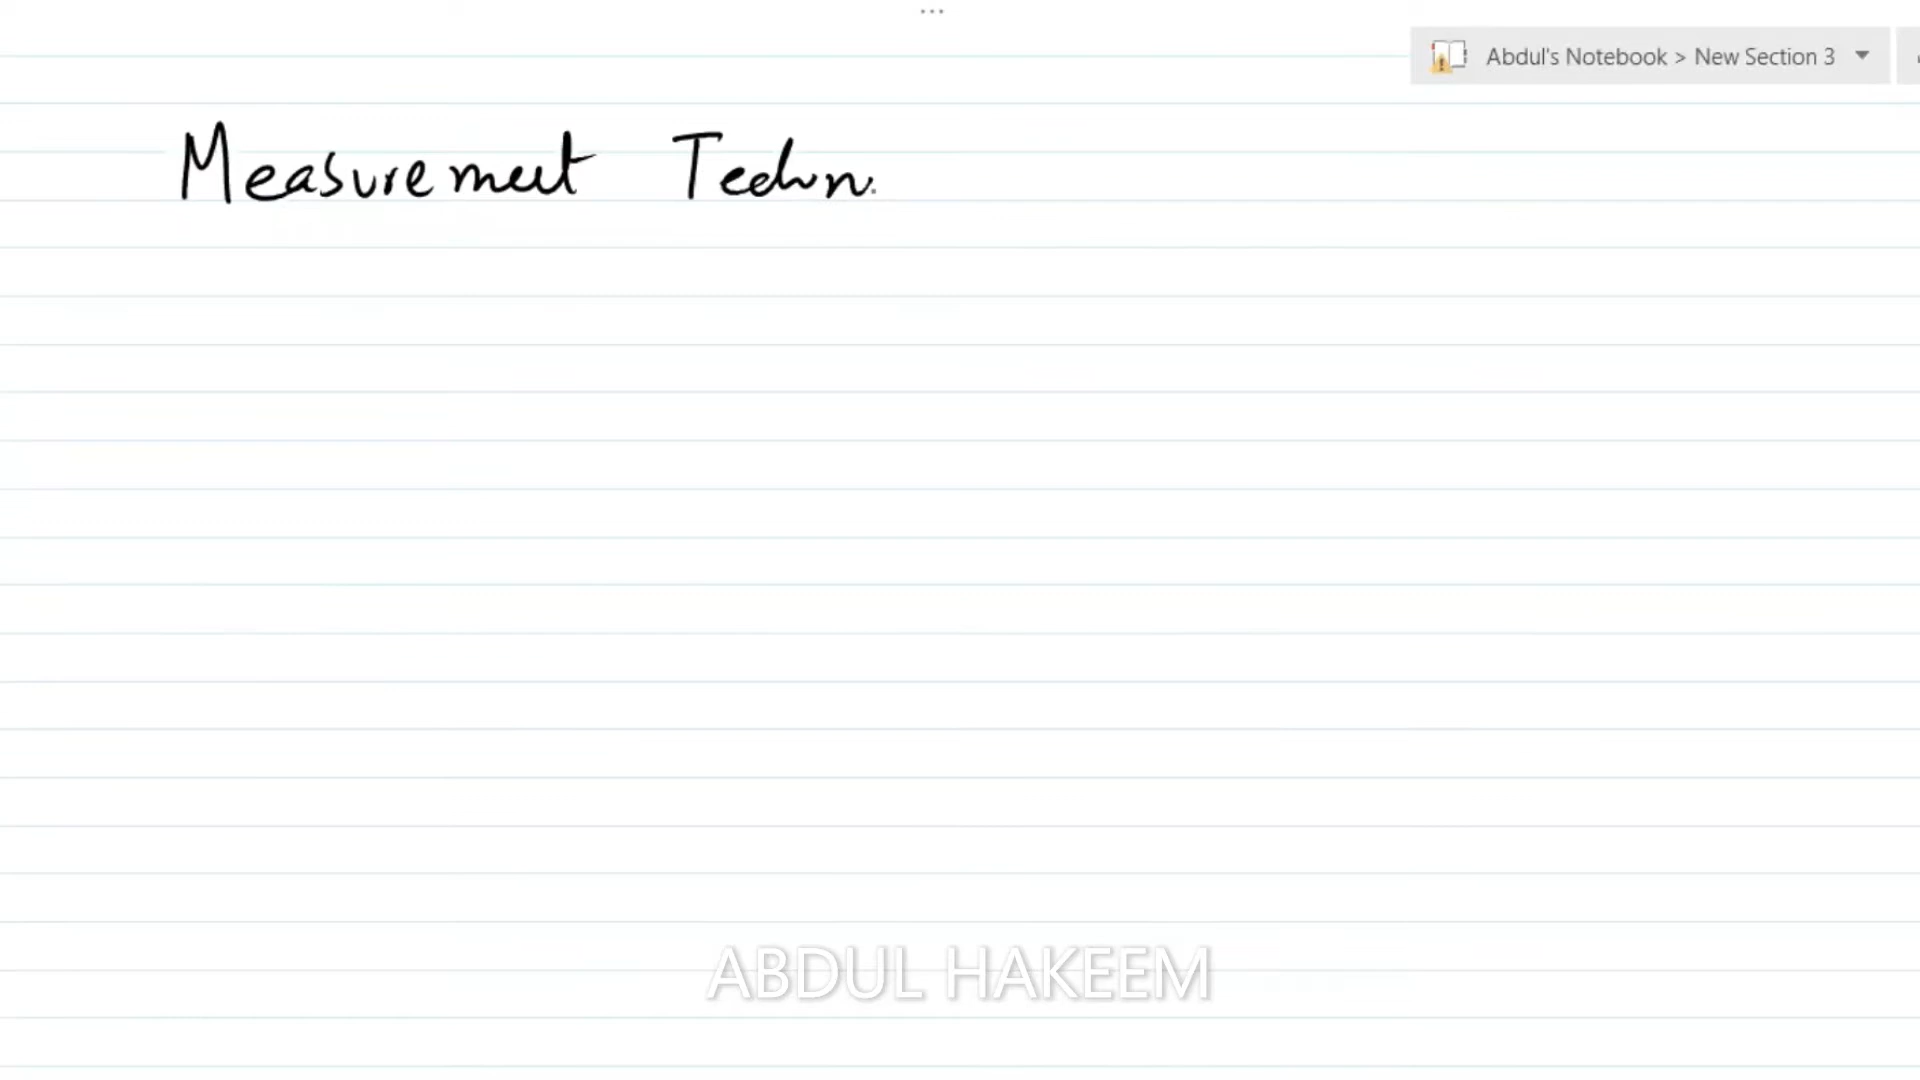 ...
Abdul's Notebook > New Section 3
Measurement Techn
ABDUL HAKEEM